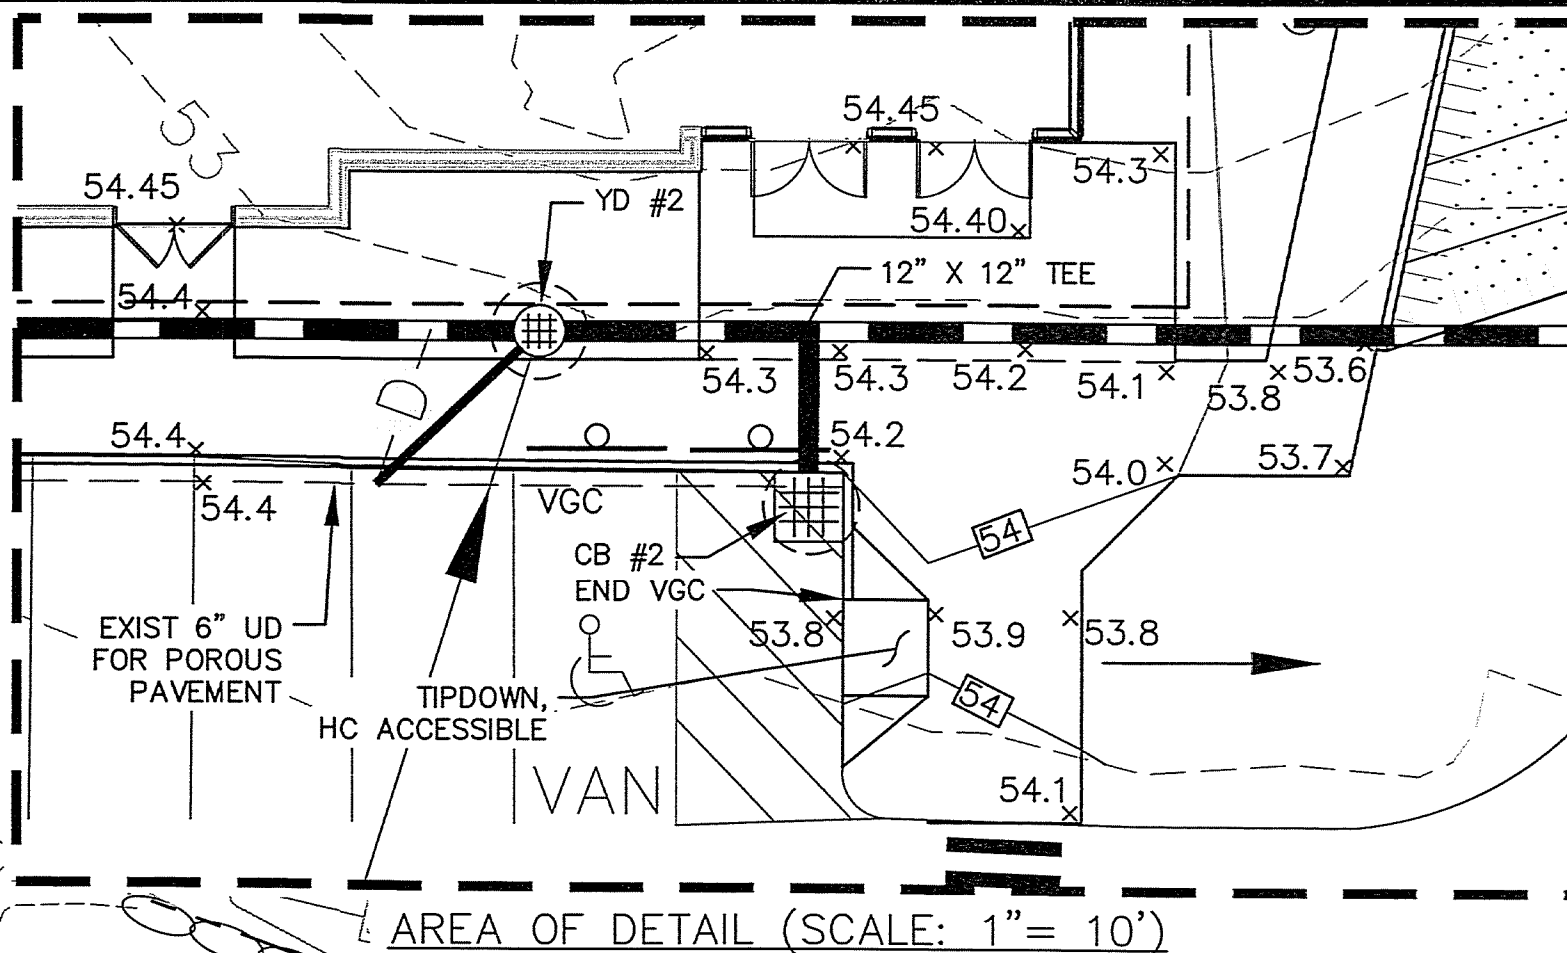 53
54.45
54.45
YD #2
54.3
54.40
12" X 12" TEE
54.4
54.3
54.3
54.2
54.1
53.8
53.6
D
54.4
54.2
54.0
53.7
54.4
VGC
54
CB #2
END VGC
EXIST 6" UD
FOR POROUS
PAVEMENT
53.8
53.9
53.8
TIPDOWN,
HC ACCESSIBLE
54
VAN
54.1
AREA OF DETAIL (SCALE: 1"= 10')